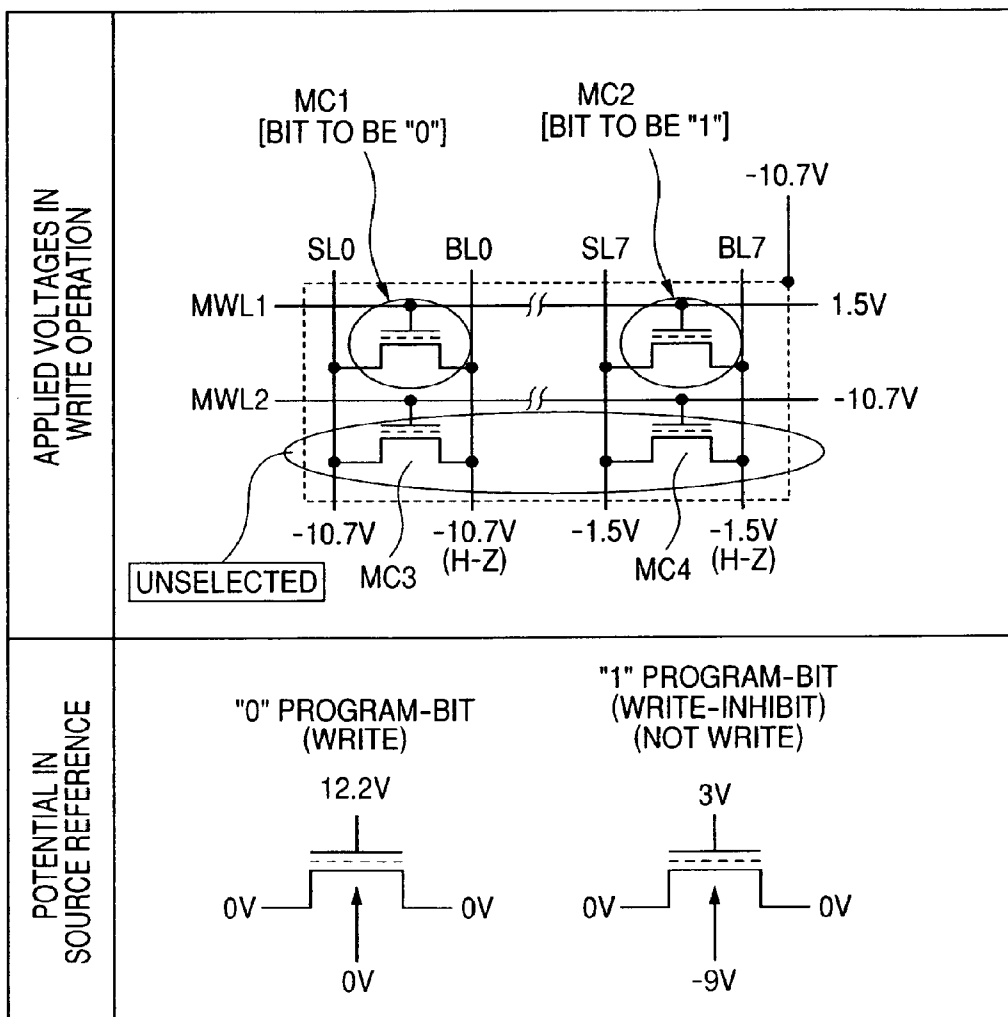 APPLIED VOLTAGES IN
WRITE OPERATION
MC1
[BIT TO BE "0"]
MC2
[BIT TO BE "1"]
-10.7V
SL0
BL0
SL7
BL7
MWL1
1.5V
MWL2
-10.7V
-10.7V
-10.7V
(H-Z)
-1.5V
-1.5V
(H-Z)
MC3
MC4
UNSELECTED
POTENTIAL IN
SOURCE REFERENCE
"0" PROGRAM-BIT
(WRITE)
12.2V
0V
0V
0V
"1" PROGRAM-BIT
(WRITE-INHIBIT)
(NOT WRITE)
3V
0V
0V
-9V